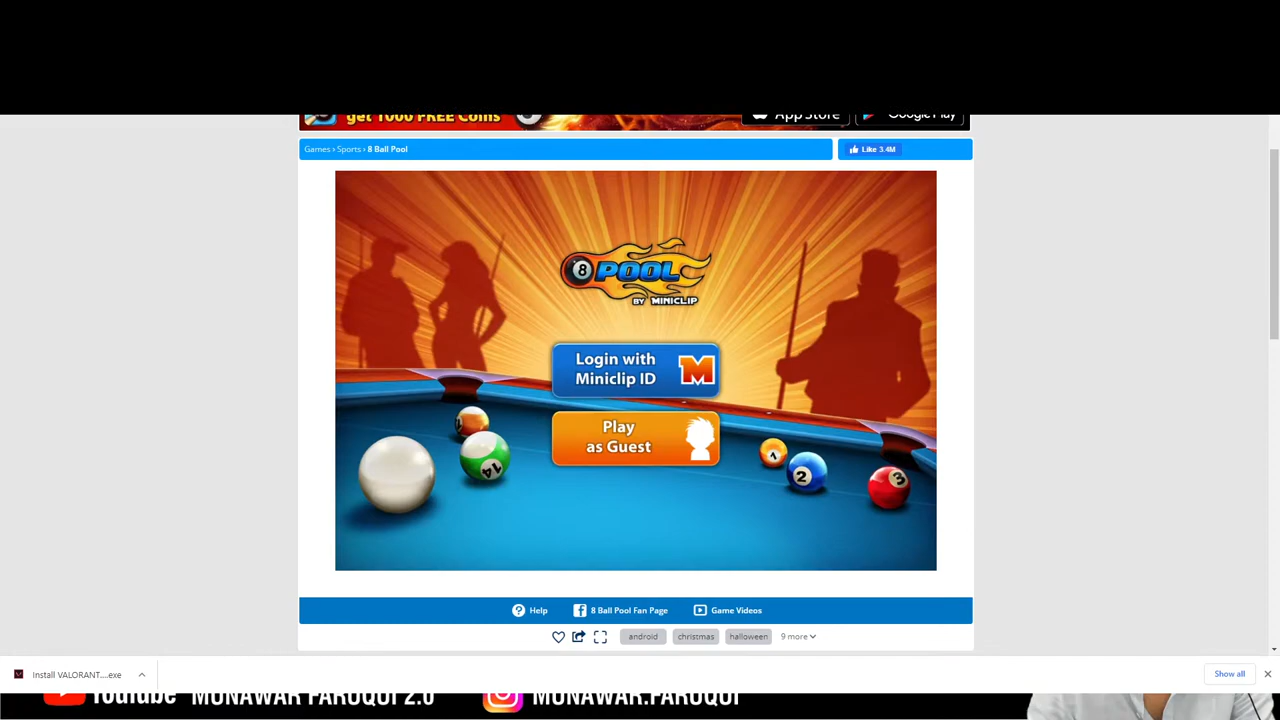 get 1000 FREE Coins
App Store
Google Play
Games › Sports › 8 Ball Pool
Like 3.4M
8 POOL
BY MINICLIP
Login with
Miniclip ID
M
Play
as Guest
14
1
2
3
Help
8 Ball Pool Fan Page
Game Videos
android
christmas
halloween
9 more
Install VALORANT....exe
Show all
Youtube MUNAWAR FARUQUI 2.0
MUNAWAR.FARUQUI